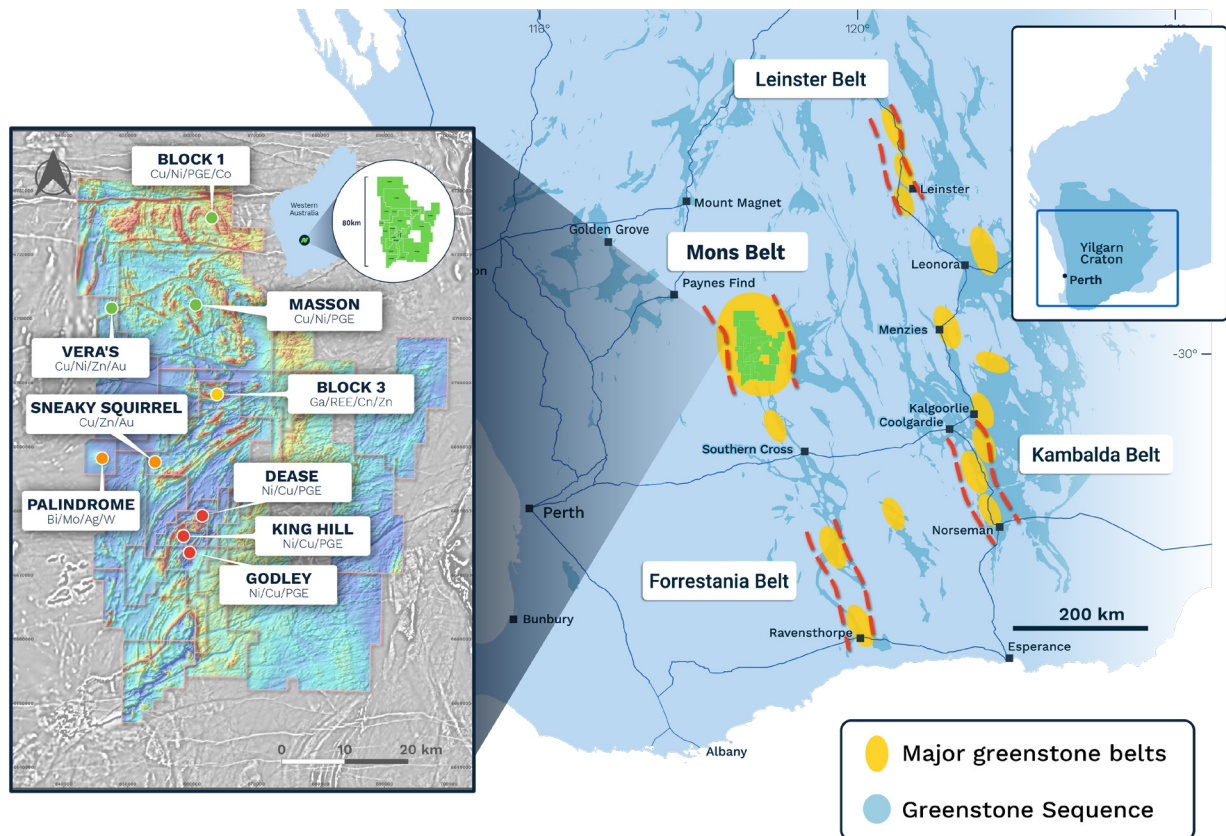 BLOCK 1
Cu/Ni/PGE/Co
Western
Australia
80km
MASSON
Cu/Ni/PGE
VERA'S
Cu/Ni/Zn/Au
BLOCK 3
Ga/REE/Cn/Zn
SNEAKY SQUIRREL
Cu/Zn/Au
DEASE
Ni/Cu/PGE
PALINDROME
Bi/Mo/Ag/W
KING HILL
Ni/Cu/PGE
GODLEY
Ni/Cu/PGE
0 10 20 km
116°
120°
Leinster Belt
Leinster
Mount Magnet
Golden Grove
Mons Belt
Paynes Find
Leonora
Menzies
-30°
Kalgoorlie
Coolgardie
Southern Cross
Kambalda Belt
Perth
Norseman
Forrestania Belt
Bunbury
Ravensthorpe
200 km
Esperance
Albany
Yilgarn
Craton
Perth
Major greenstone belts
Greenstone Sequence